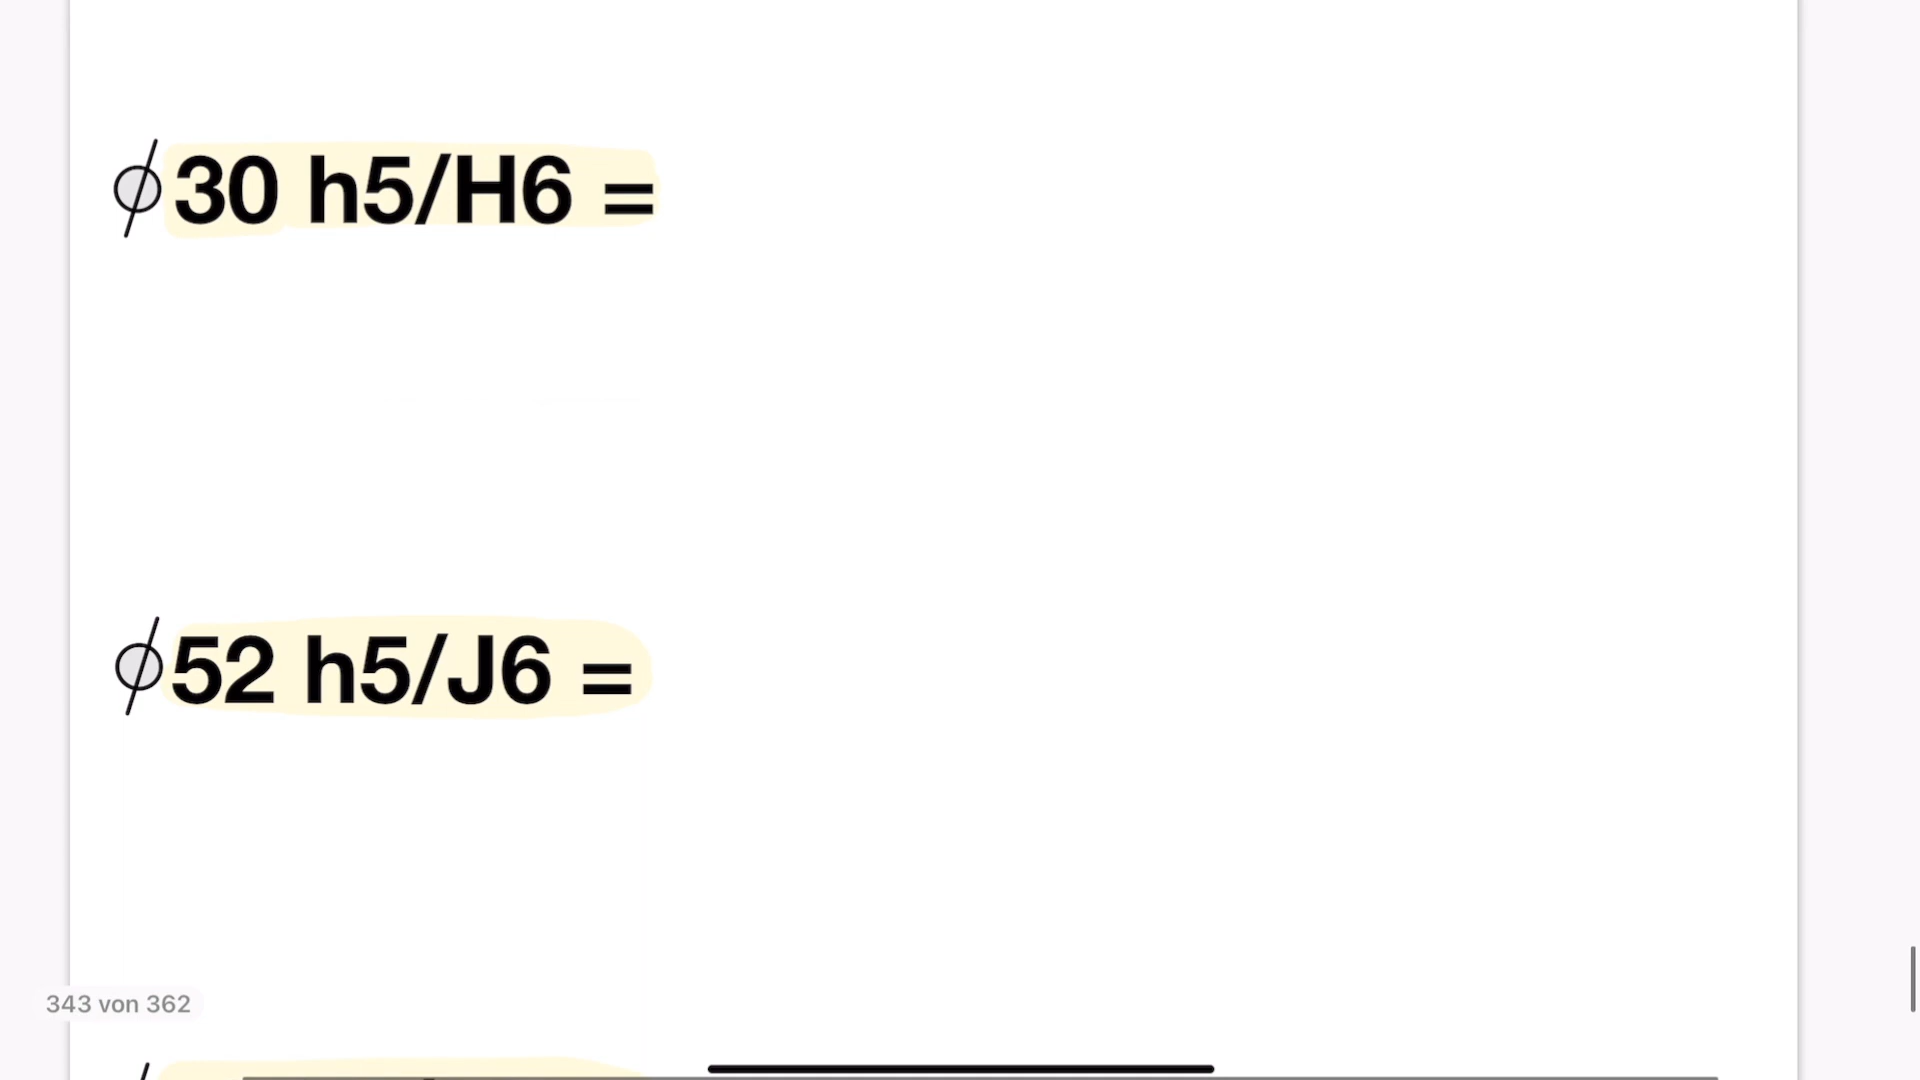 ⌀30 h5/H6 =
⌀52 h5/J6 =
343 von 362